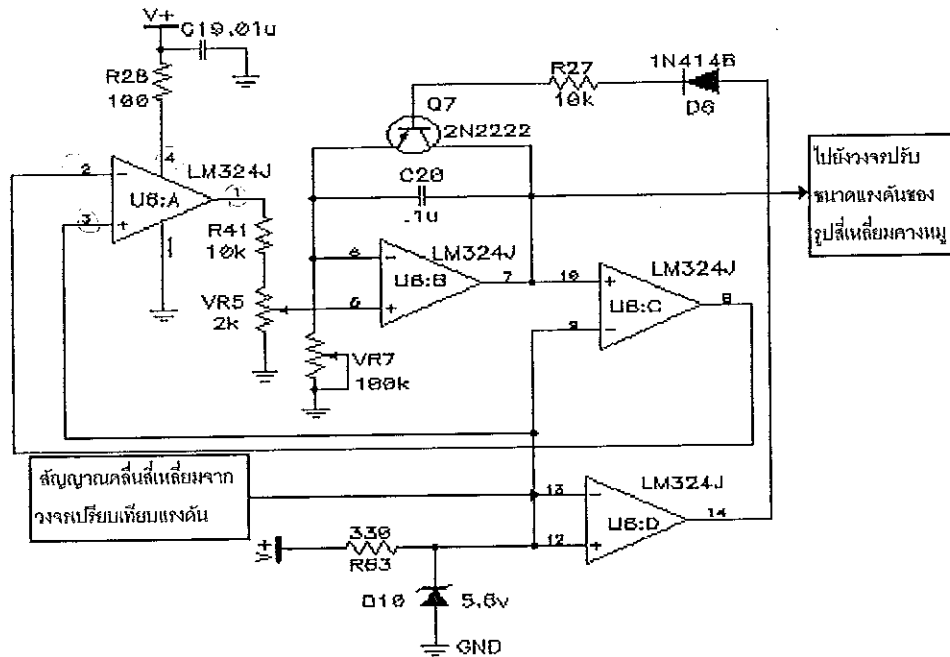 V+
C19.01u
R28
100
R27
10k
1N4148
D6
Q7
2N2222
ไปยังวงจรปรับ
ขนาดแรงดันของ
รูปสี่เหลี่ยมคางหมู
C20
.1u
2
3
4
1
LM324J
U6:A
R41
10k
VR5
2k
LM324J
6
5
7
U6:B
LM324J
10
9
8
U6:C
VR7
100k
สัญญาณคลื่นสี่เหลี่ยมจาก
วงจรเปรียบเทียบแรงดัน
LM324J
13
12
14
U6:D
330
R63
D10
5.6v
GND